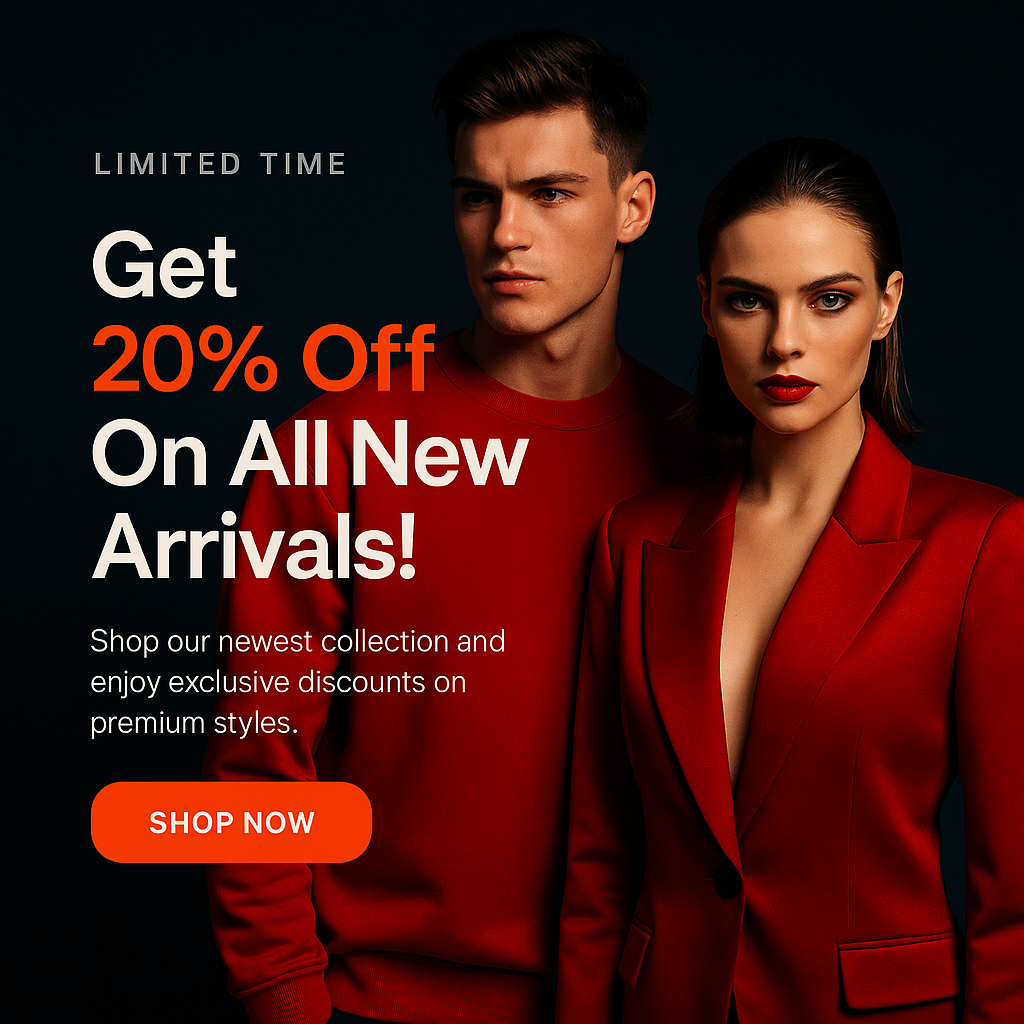 LIMITED TIME
Get
20% Off
On All New
Arrivals!
Shop our newest collection and
enjoy exclusive discounts on
premium styles.
SHOP NOW